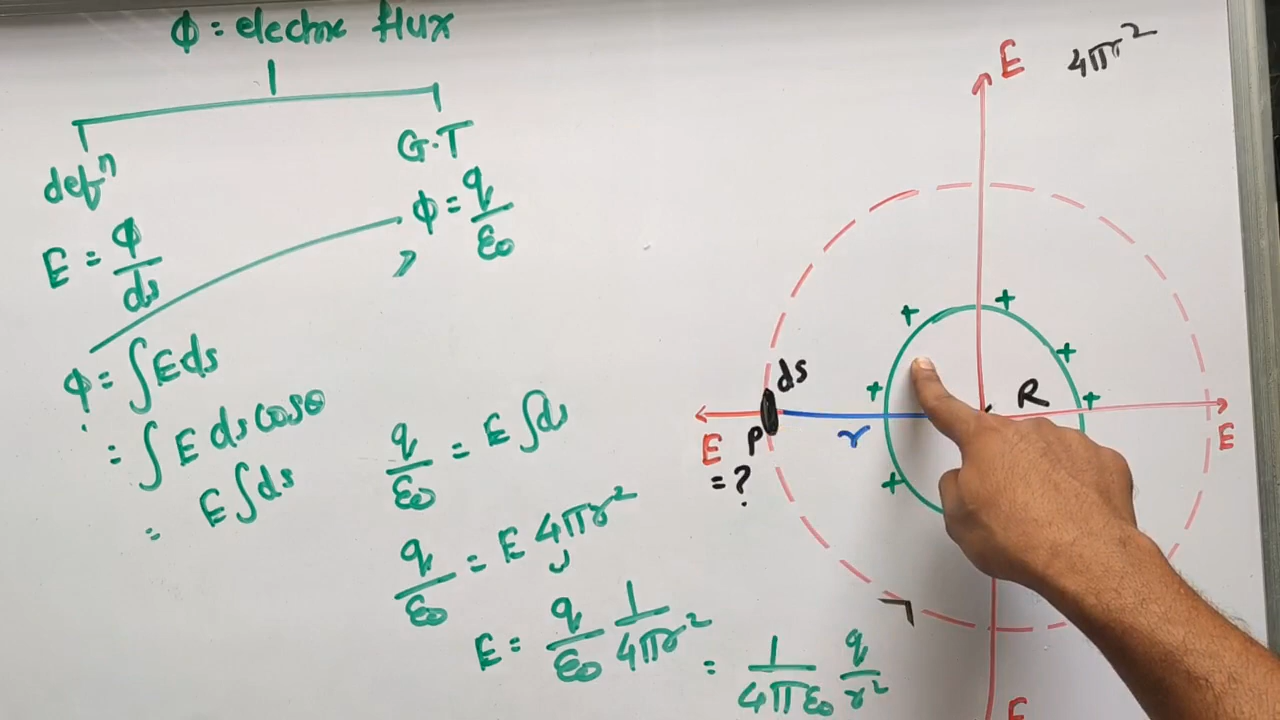 Φ = electric flux
defⁿ
G.T
E = Φ/ds
Φ = q/ε₀
Φ = ∫Eds
= ∫E ds cosθ
= E∫ds
q/ε₀ = E∫ds
q/ε₀ = E 4πr²
E = q/ε₀ 1/4πr² = 1/4πε₀ q/r²
E
4πr²
+ + + + + +
ds
R
E
P
r
E
= ?
E